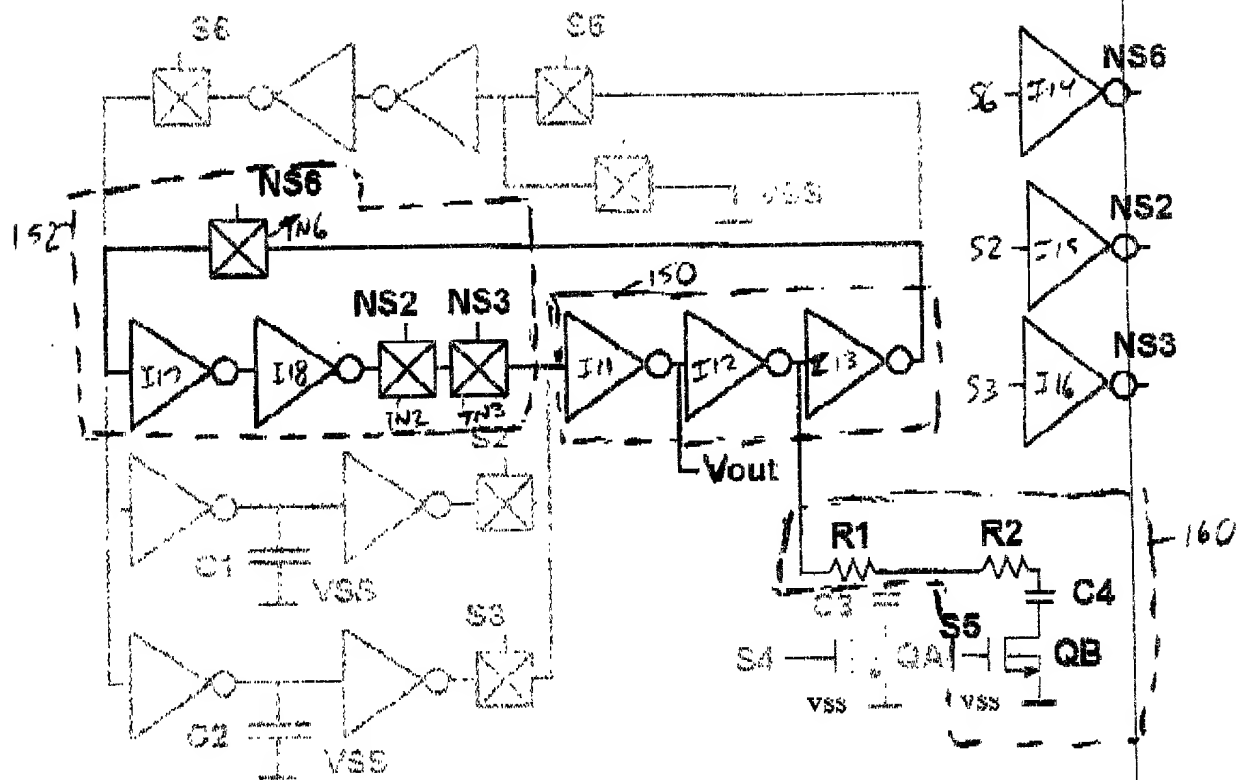 S6
S6
NS6
S6 I14
VSS
NS6
TN6
152
NS2
S2 I15
150
NS2 NS3
NS3
I17 I18 I11 I12 I13
S3 I16
TN2 TN3
S2
Vout
R1 R2
160
C1
VSS
C3
C4
S3
S5
S4
QA
QB
vss
vss
C2
VSS